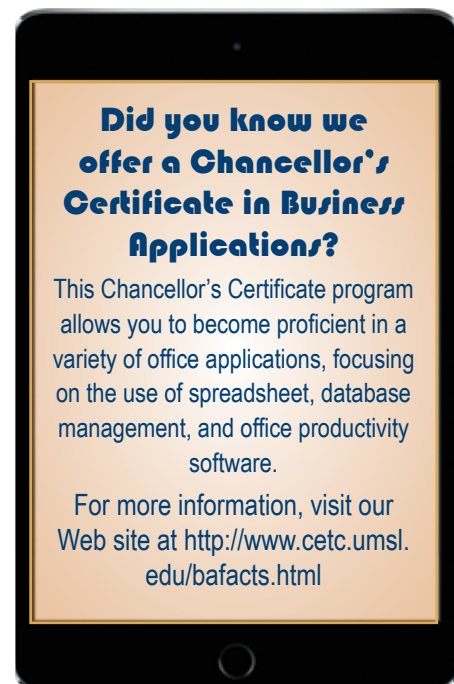 Did you know we
offer a Chancellor's
Certificate in Business
Applications?
This Chancellor's Certificate program
allows you to become proficient in a
variety of office applications, focusing
on the use of spreadsheet, database
management, and office productivity
software.
For more information, visit our
Web site at http://www.cetc.umsl.
edu/bafacts.html